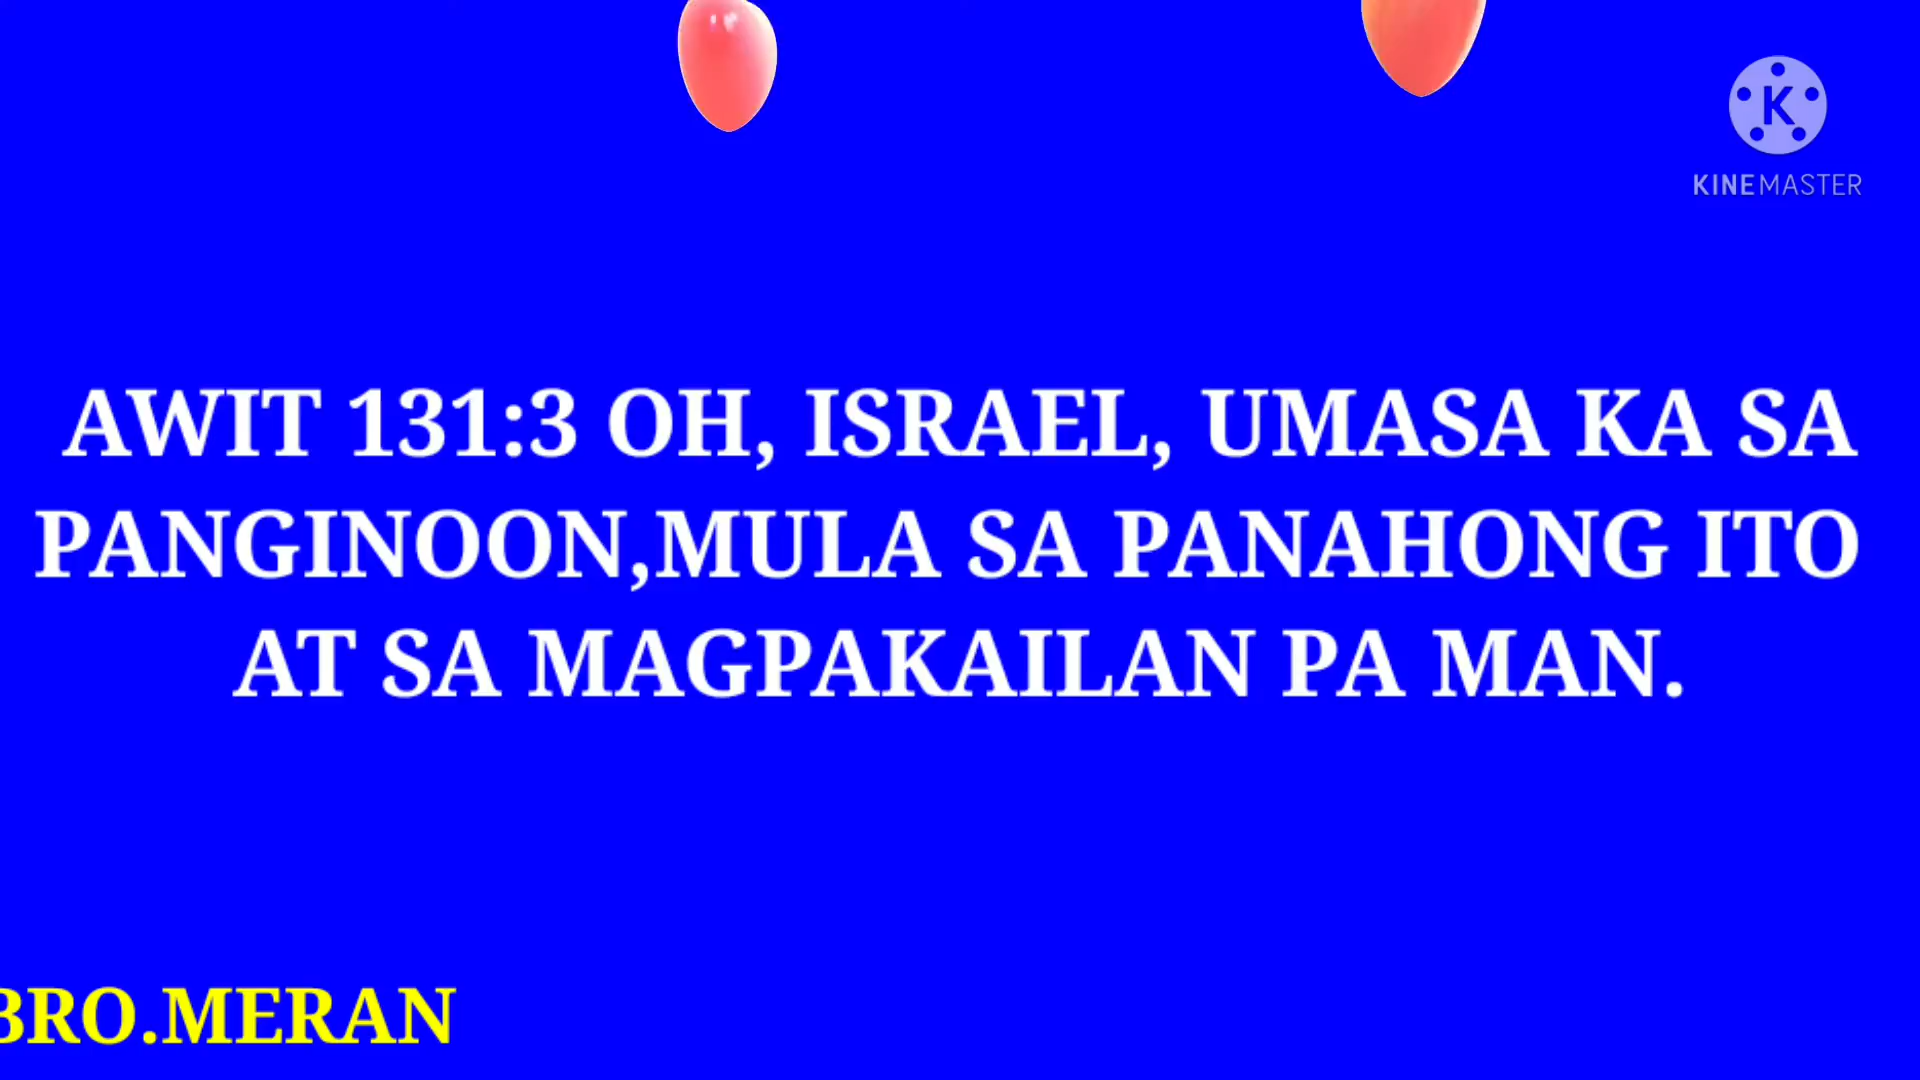 KINEMASTER
AWIT 131:3 OH, ISRAEL, UMASA KA SA
PANGINOON,MULA SA PANAHONG ITO
AT SA MAGPAKAILAN PA MAN.
BRO.MERAN